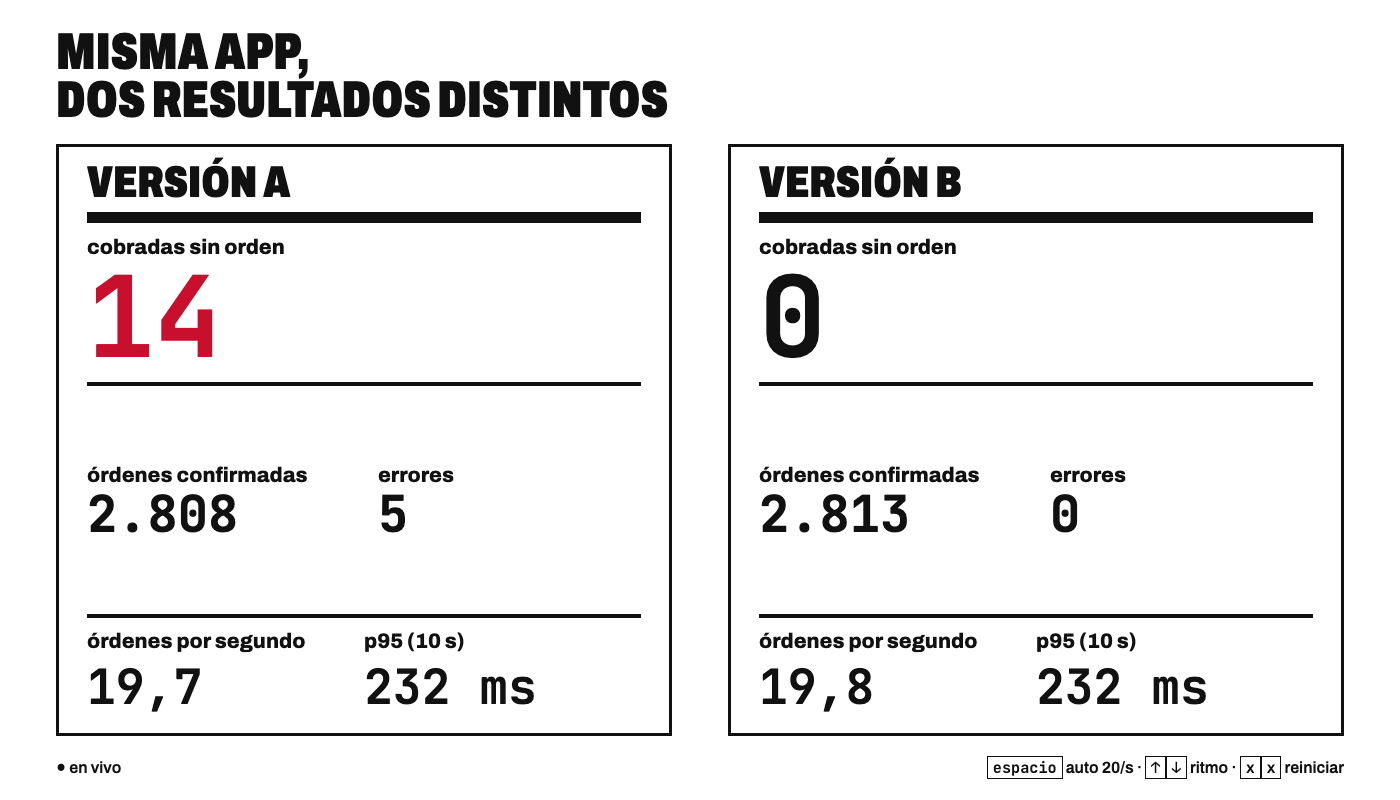 MISMA APP,
DOS RESULTADOS DISTINTOS
VERSIÓN A
cobradas sin orden
14
órdenes confirmadas errores
2.808 5
órdenes por segundo p95 (10 s)
19,7 232 ms
VERSIÓN B
cobradas sin orden
0
órdenes confirmadas errores
2.813 0
órdenes por segundo p95 (10 s)
19,8 232 ms
• en vivo
espacio auto 20/s · ↑ ↓ ritmo · x x reiniciar